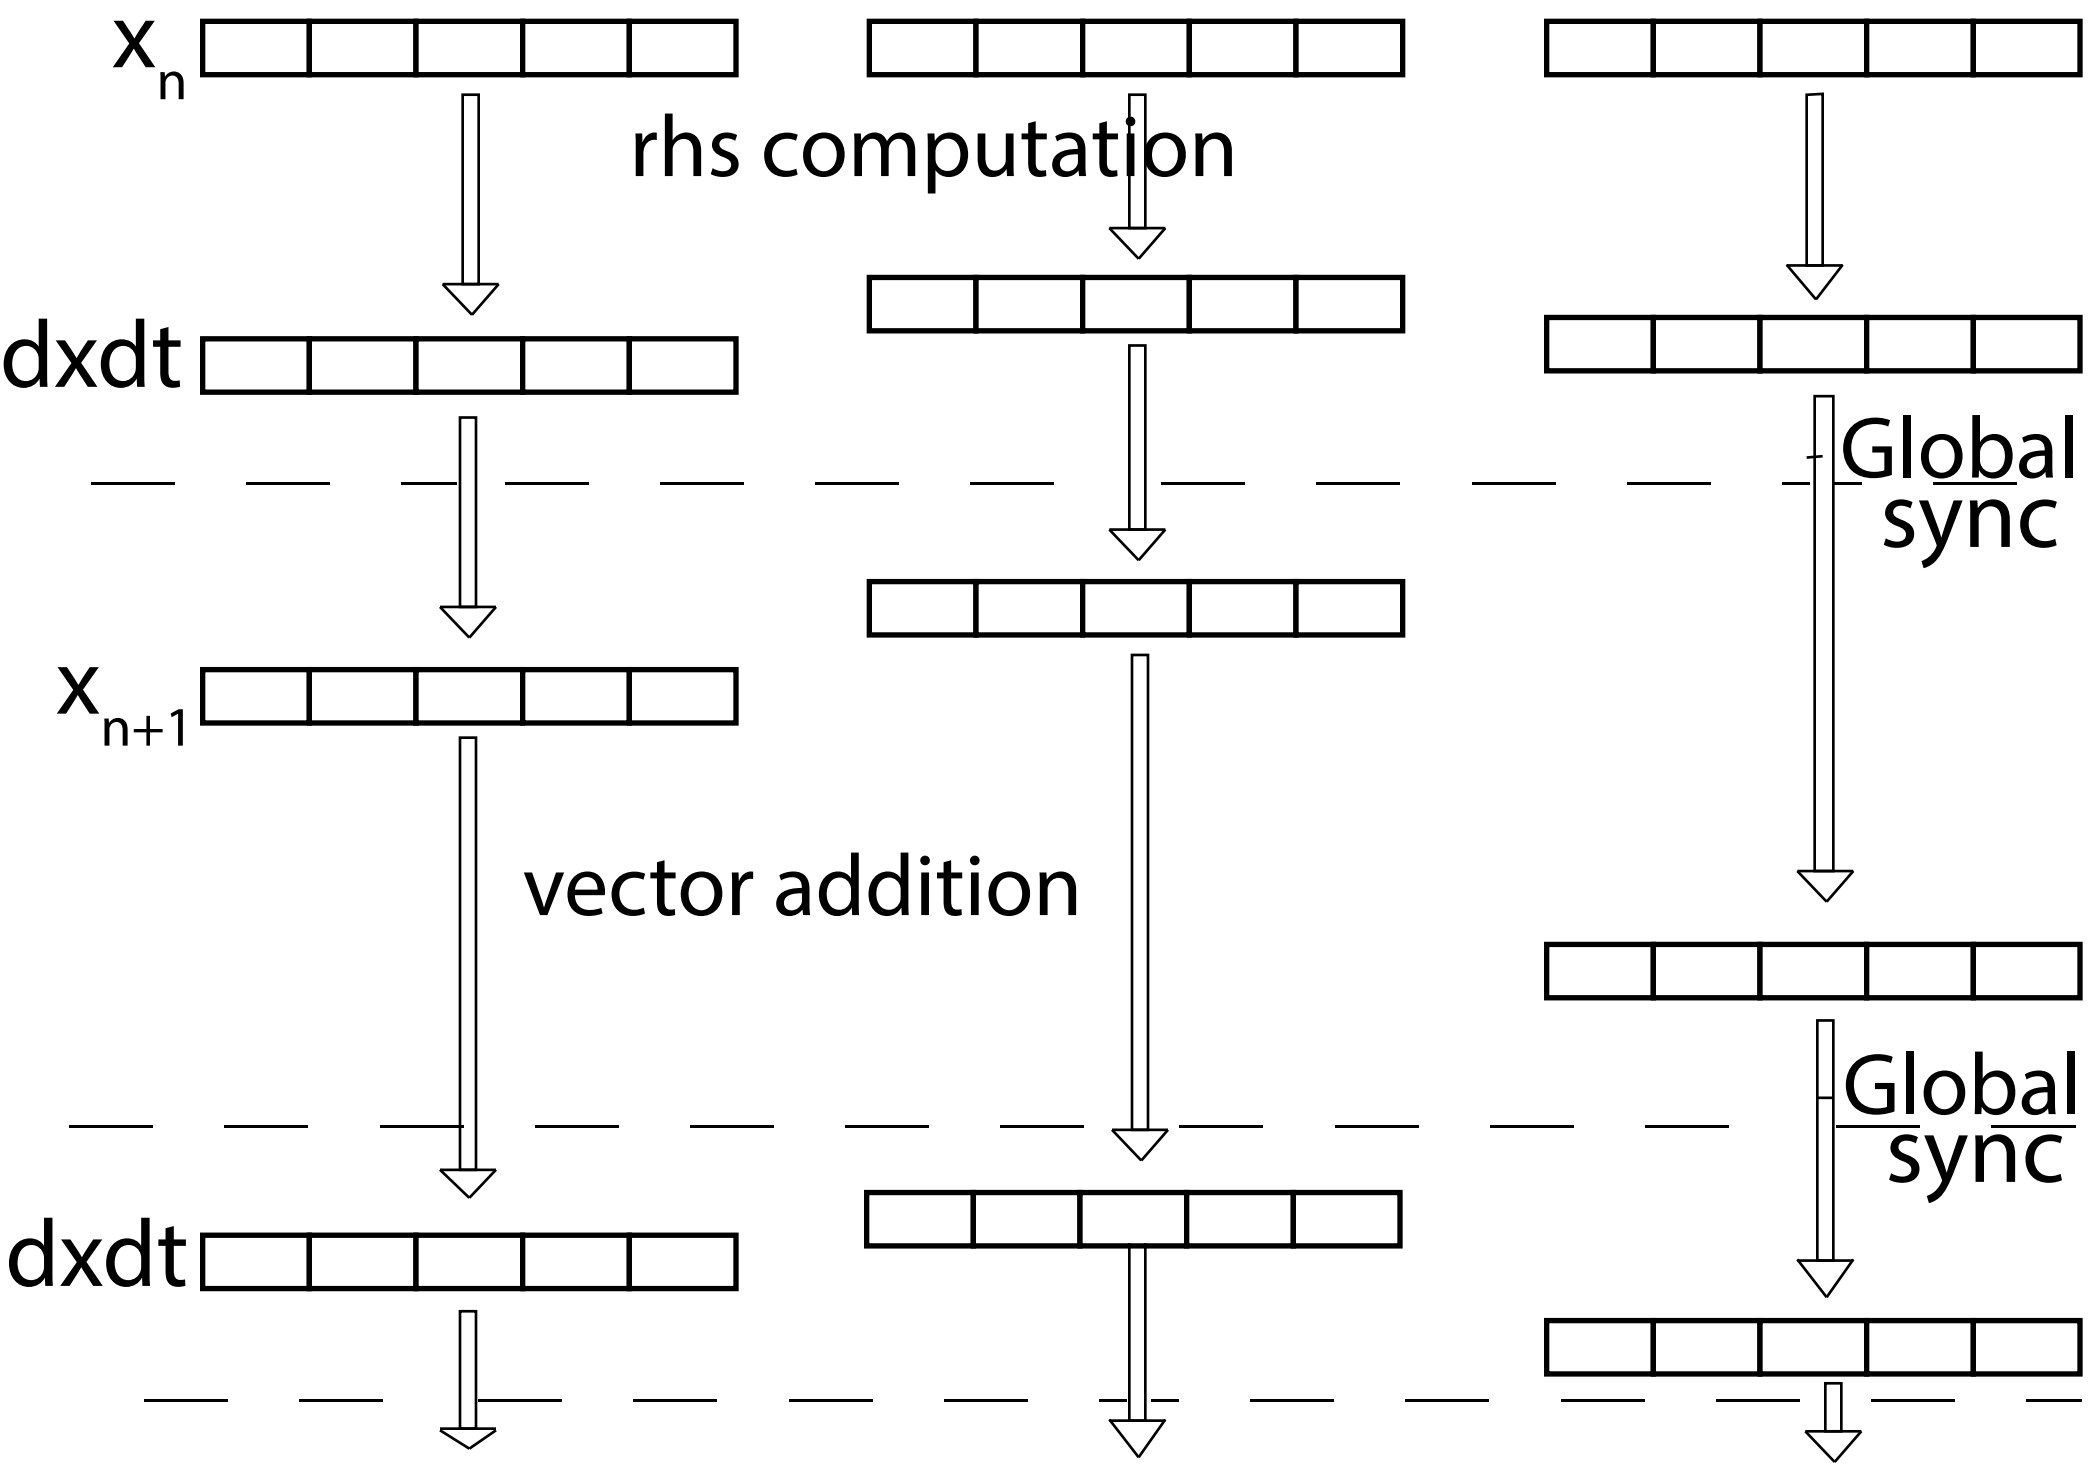 xn
rhs computation
dxdt
Global
sync
xn+1
vector addition
Global
sync
dxdt